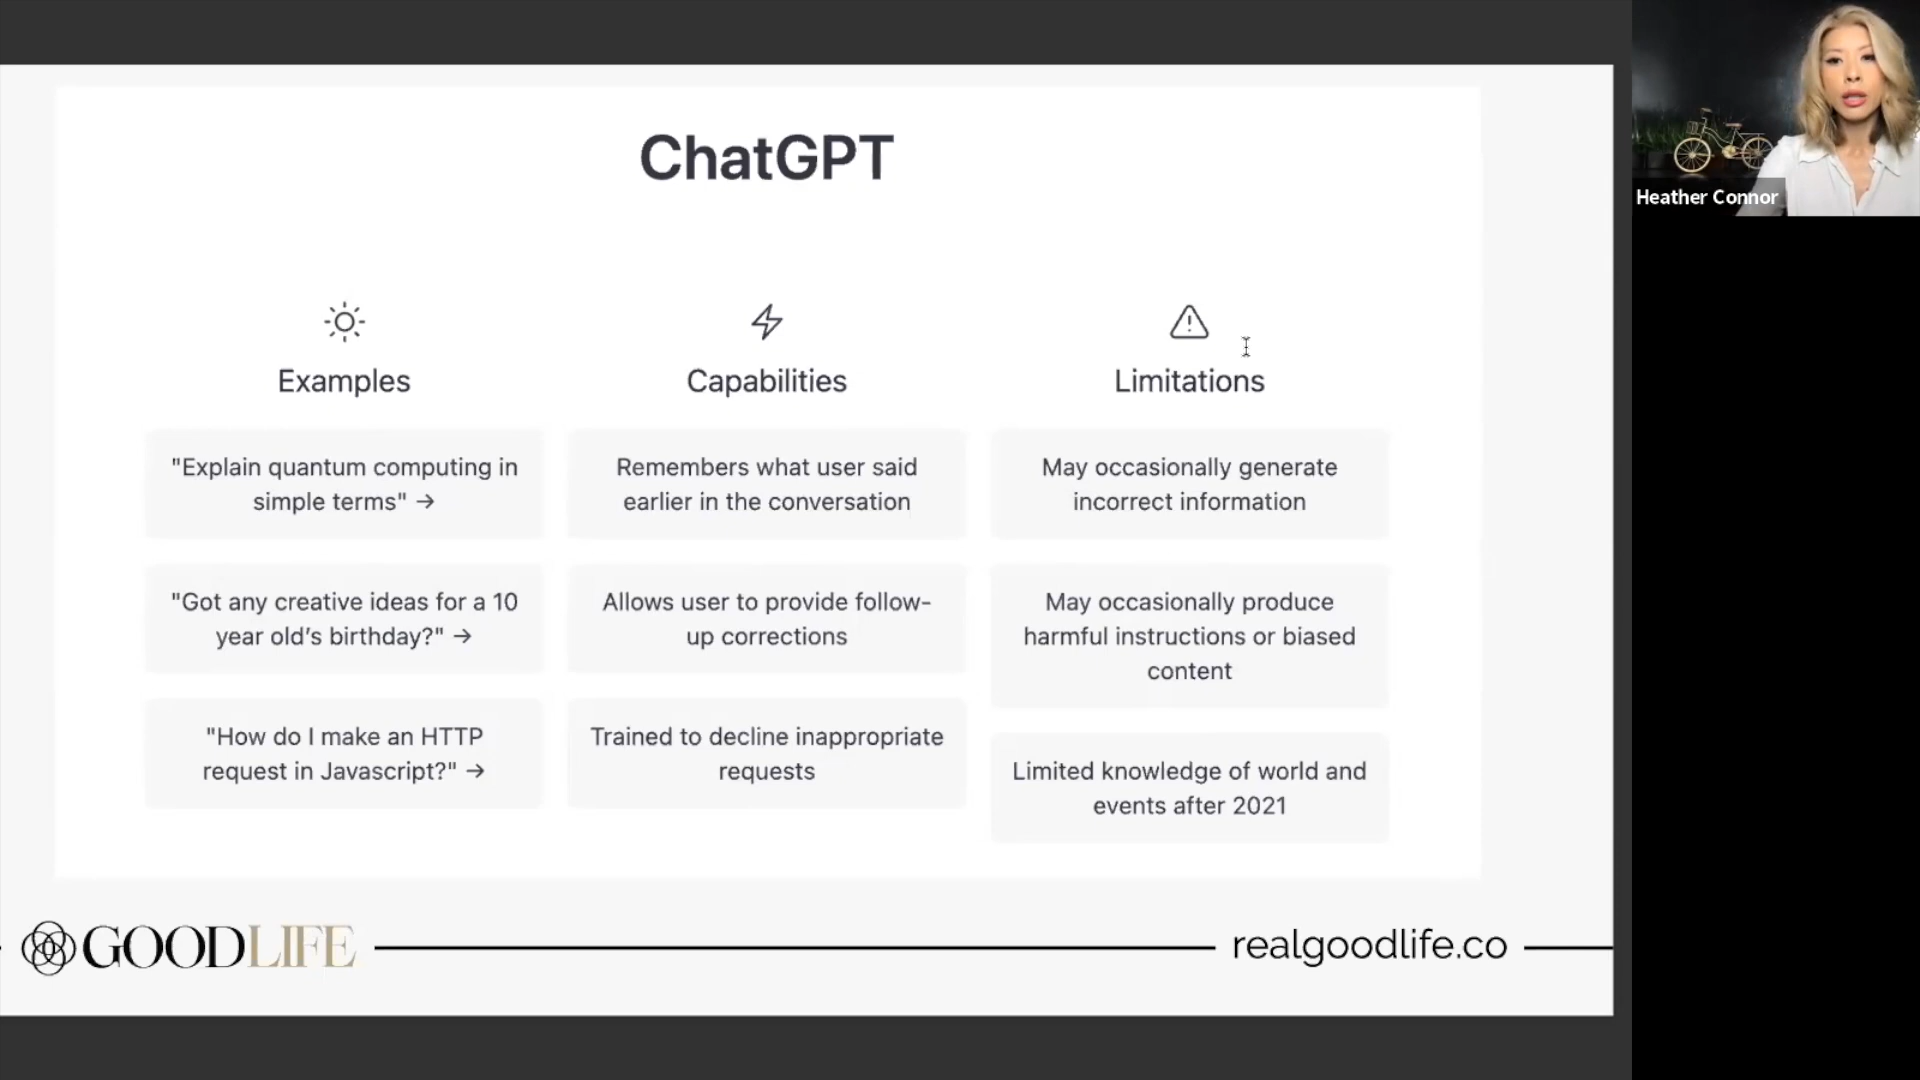 ChatGPT
Examples
"Explain quantum computing in
simple terms" →
"Got any creative ideas for a 10
year old's birthday?" →
"How do I make an HTTP
request in Javascript?" →
Capabilities
Remembers what user said
earlier in the conversation
Allows user to provide follow-
up corrections
Trained to decline inappropriate
requests
Limitations
May occasionally generate
incorrect information
May occasionally produce
harmful instructions or biased
content
Limited knowledge of world and
events after 2021
GOODLIFE
realgoodlife.co
Heather Connor